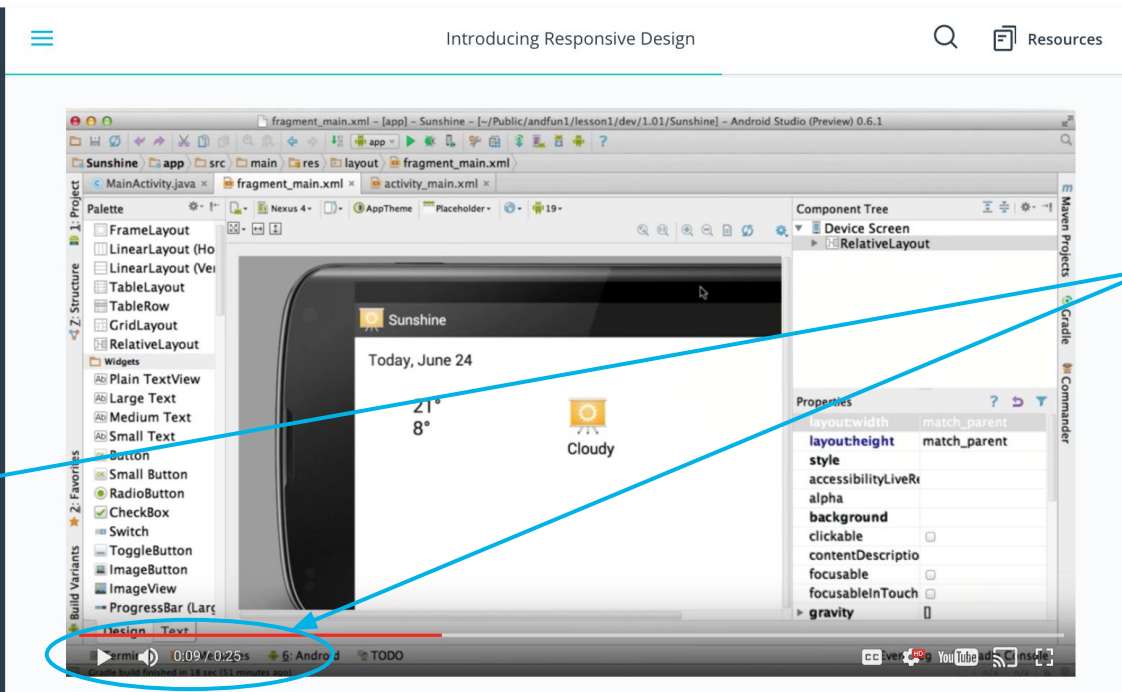 Introducing Responsive Design
Resources
fragment_main.xml – [app] – Sunshine – [~/Public/andfun1/lesson1/dev/1.01/Sunshine] – Android Studio (Preview) 0.6.1
app
?
Sunshine app src main res layout fragment_main.xml
MainActivity.java × fragment_main.xml × activity_main.xml ×
1: Project
Z: Structure
2: Favorites
Build Variants
Palette
FrameLayout
LinearLayout (Ho
LinearLayout (Ver
TableLayout
TableRow
GridLayout
RelativeLayout
Widgets
Plain TextView
Large Text
Medium Text
Small Text
Button
Small Button
RadioButton
CheckBox
Switch
ToggleButton
ImageButton
ImageView
ProgressBar (Larg
Design Text
Nexus 4 AppTheme Placeholder 19
Sunshine
Today, June 24
21°
8°
Cloudy
Component Tree
Device Screen
RelativeLayout
Properties ?
layout:width match_parent
layout:height match_parent
style
accessibilityLiveRe
alpha
background
clickable
contentDescriptio
focusable
focusableInTouch
gravity []
m Maven Projects
Gradle
Commander
6: Android TODO
0:09 / 0:25
CC HD YouTube
Gradle build finished in 18 sec (51 minutes ago)